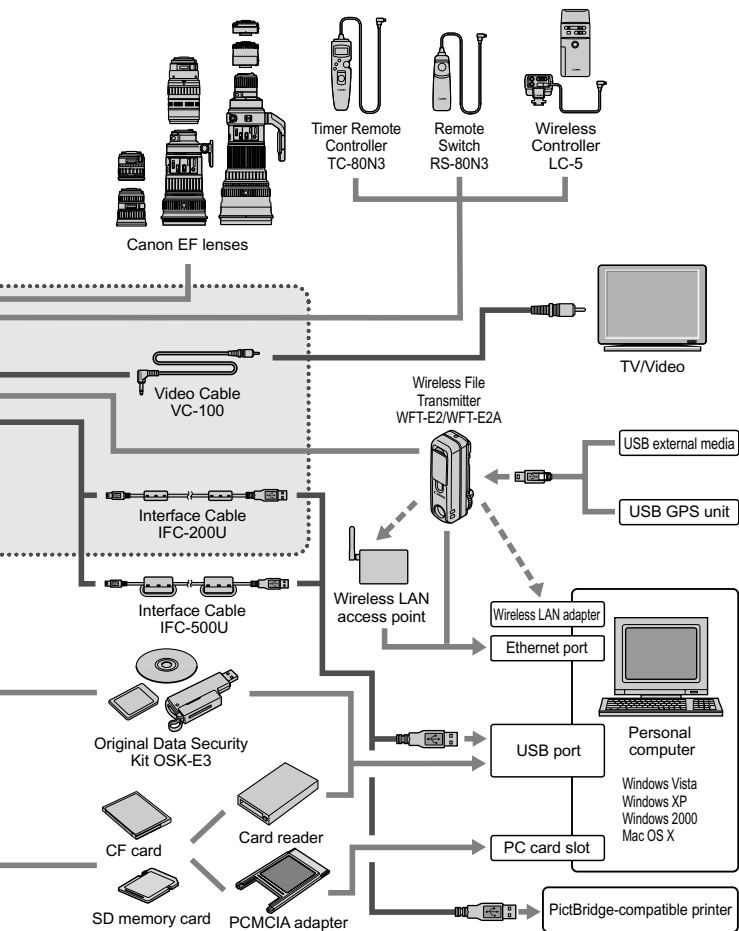 Timer Remote
Controller
TC-80N3
Remote
Switch
RS-80N3
Wireless
Controller
LC-5
Canon EF lenses
TV/Video
Video Cable
VC-100
Wireless File
Transmitter
WFT-E2/WFT-E2A
USB external media
USB GPS unit
Interface Cable
IFC-200U
Wireless LAN
access point
Wireless LAN adapter
Ethernet port
Interface Cable
IFC-500U
Original Data Security
Kit OSK-E3
USB port
Personal
computer
Windows Vista
Windows XP
Windows 2000
Mac OS X
CF card
Card reader
PC card slot
SD memory card
PCMCIA adapter
PictBridge-compatible printer